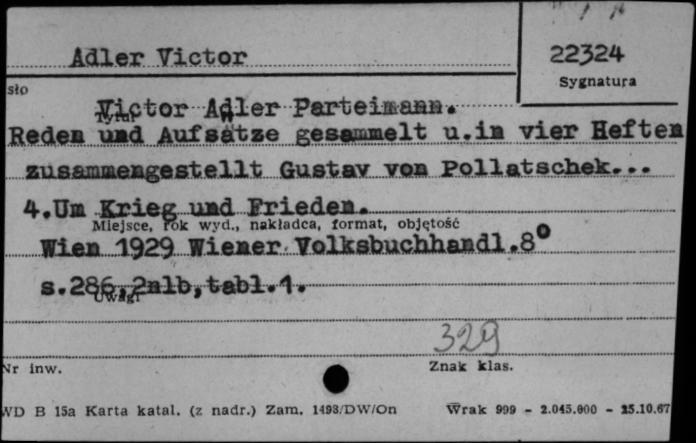 Adler Victor
22324
Sygnatura
sło
Victor Adler Parteimann.
Tytuł
Reden und Aufsätze gesammelt u.in vier Heften
zusammengestellt Gustav von Pollatschek...
4.Um Krieg und Frieden.
Miejsce, rok wyd., nakładca, format, objętość
Wien 1929 Wiener Volksbuchhandl.8⁰
s.286,2nlb,tabl.1.
Uwagi
329
Nr inw.
Znak klas.
WD B 15a Karta katal. (z nadr.) Zam. 1493/DW/On
Wrak 999 - 2.045.000 - 25.10.67